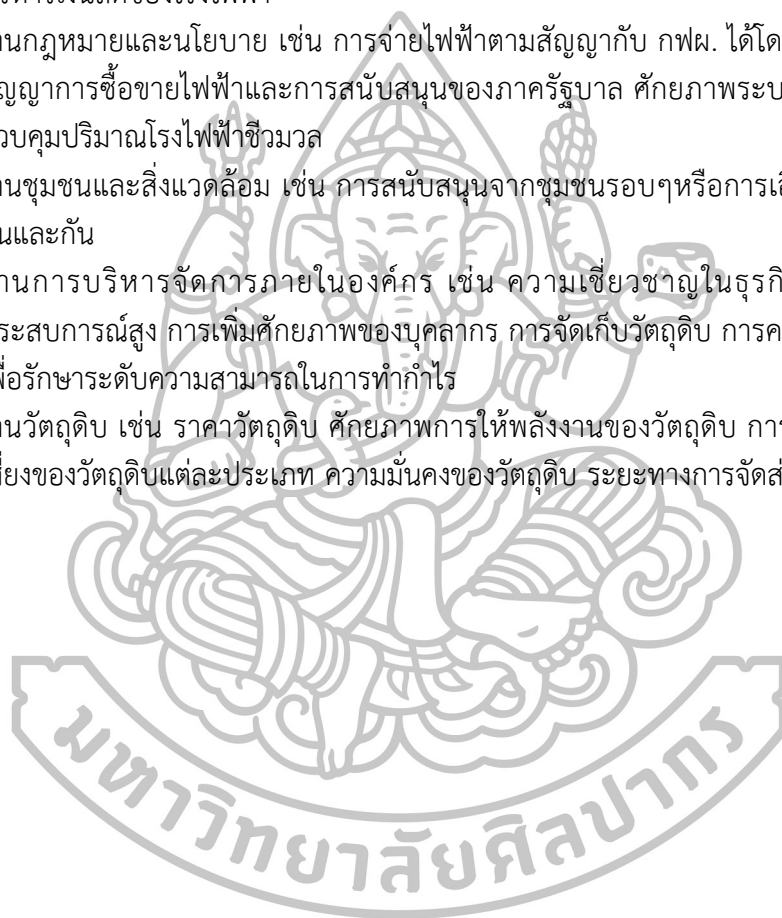 านกฎหมายและนโยบาย เช่น การจ่ายไฟฟ้าตามสัญญากับ กฟผ. ได้โด
ัญญาการซื้อขายไฟฟ้าและการสนับสนุนของภาครัฐบาล ศักยภาพระบ
วบคุมปริมาณโรงไฟฟ้าชีวมวล
านชุมชนและสิ่งแวดล้อม เช่น การสนับสนุนจากชุมชนรอบๆหรือการเอื
นและกัน
านการบริหารจัดการภายในองค์กร เช่น ความเชี่ยวชาญในธุรกิ
ระสบการณ์สูง การเพิ่มศักยภาพของบุคลากร การจัดเก็บวัตถุดิบ การค
พื่อรักษาระดับความสามารถในการทำกำไร
านวัตถุดิบ เช่น ราคาวัตถุดิบ ศักยภาพการให้พลังงานของวัตถุดิบ การ
สี่ยงของวัตถุดิบแต่ละประเภท ความมั่นคงของวัตถุดิบ ระยะทางการจัดส่
มหาวิทยาลัยศิลปากร